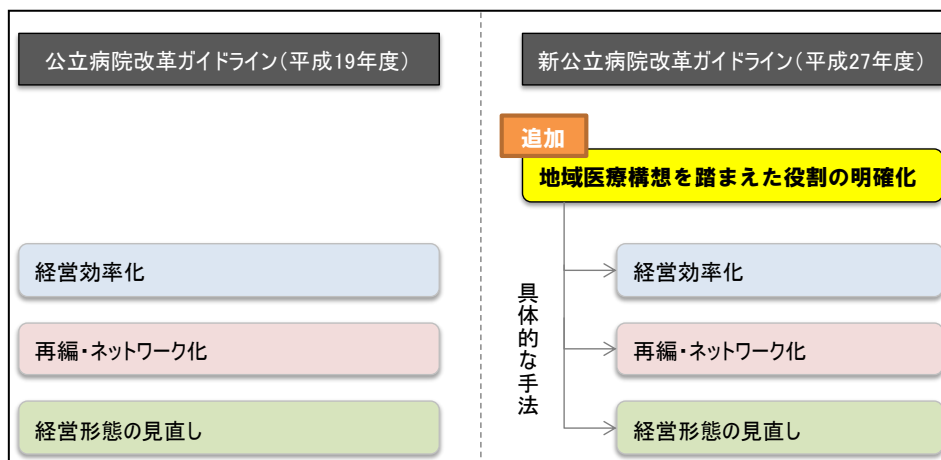 公立病院改革ガイドライン(平成19年度)
経営効率化
再編・ネットワーク化
経営形態の見直し
新公立病院改革ガイドライン(平成27年度)
追加
地域医療構想を踏まえた役割の明確化
具体的な手法
経営効率化
再編・ネットワーク化
経営形態の見直し